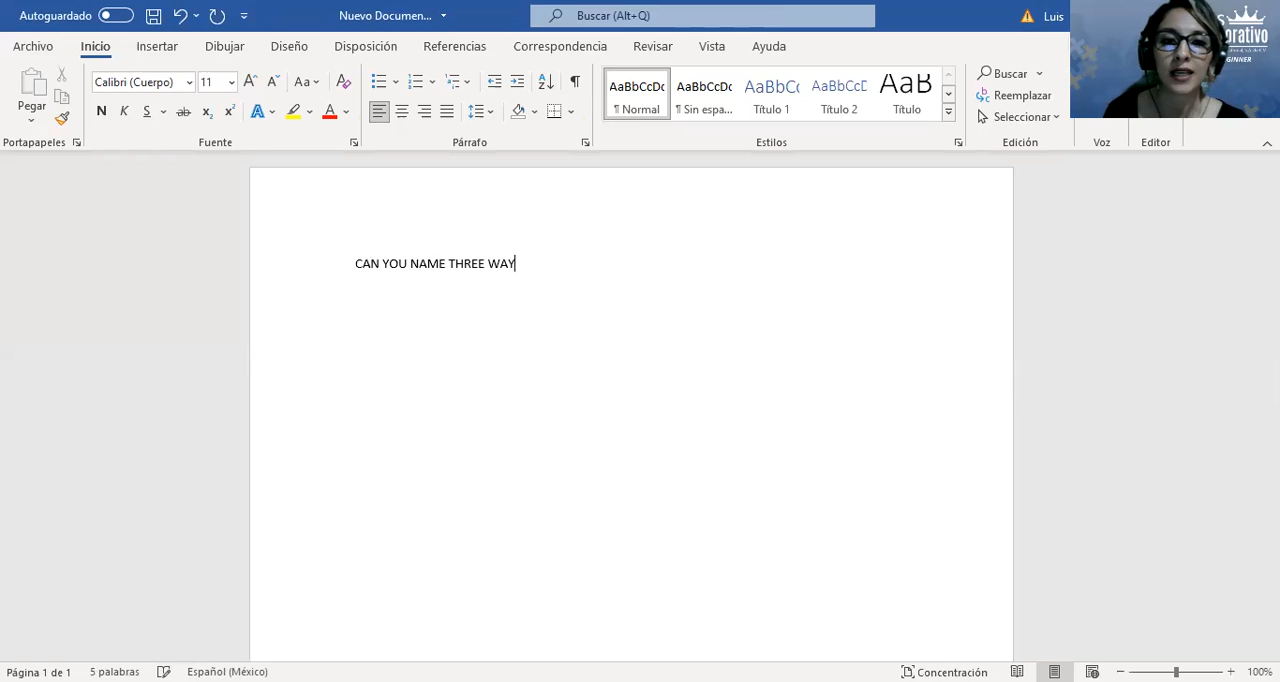 Autoguardado Nuevo Documen... Buscar (Alt+Q) Luis
Archivo Inicio Insertar Dibujar Diseño Disposición Referencias Correspondencia Revisar Vista Ayuda
Pegar
Calibri (Cuerpo) 11
AaBbCcDc AaBbCcDc AaBbCc AaBbCcD AaB
¶ Normal ¶ Sin espa... Título 1 Título 2 Título
Buscar
Reemplazar
Seleccionar
Portapapeles Fuente Párrafo Estilos Edición Voz Editor
CAN YOU NAME THREE WAY
Página 1 de 1 5 palabras Español (México) Concentración 100%